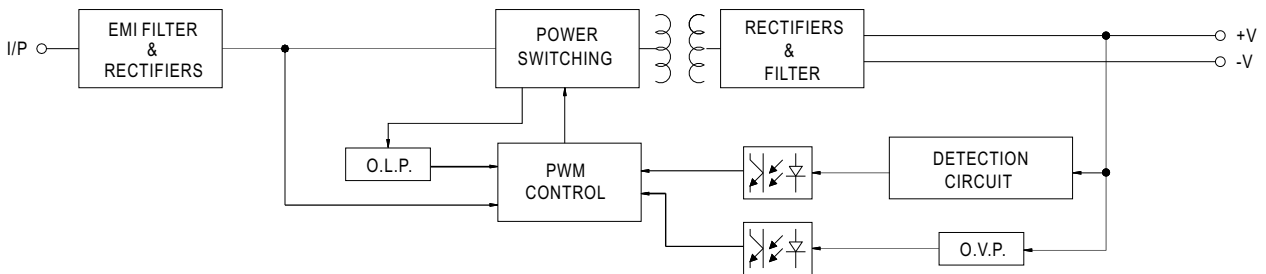 I/P
EMI FILTER
&
RECTIFIERS
POWER
SWITCHING
RECTIFIERS
&
FILTER
+V
-V
O.L.P.
PWM
CONTROL
DETECTION
CIRCUIT
O.V.P.